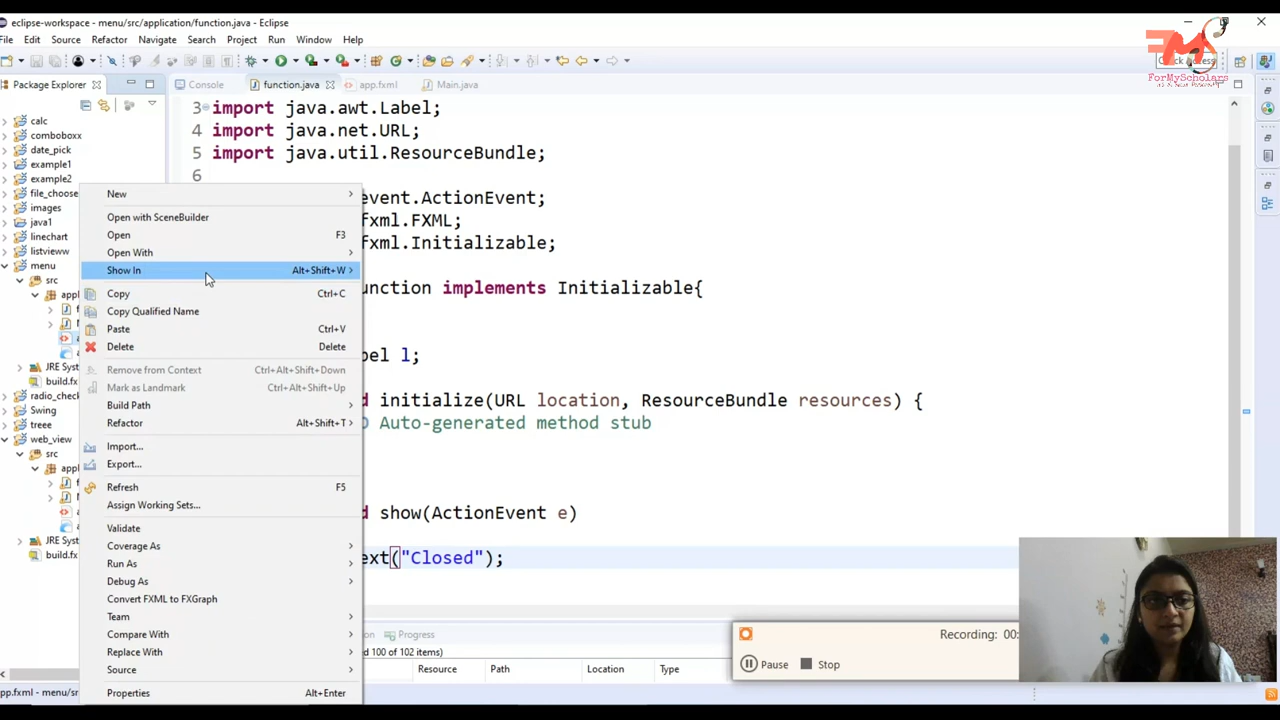 eclipse-workspace - menu/src/application/function.java - Eclipse
File Edit Source Refactor Navigate Search Project Run Window Help
ForMyScholars
Package Explorer
Console function.java app.fxml Main.java
calc
comboboxx
date_pick
example1
example2
file_choose
images
java1
linechart
listvieww
menu
src
appl
JRE Syst
build.fx
radio_check
Swing
treee
web_view
src
appl
JRE Syst
build.fx
New
Open with SceneBuilder
Open F3
Open With
Show In Alt+Shift+W
Copy Ctrl+C
Copy Qualified Name
Paste Ctrl+V
Delete Delete
Remove from Context Ctrl+Alt+Shift+Down
Mark as Landmark Ctrl+Alt+Shift+Up
Build Path
Refactor Alt+Shift+T
Import...
Export...
Refresh F5
Assign Working Sets...
Validate
Coverage As
Run As
Debug As
Convert FXML to FXGraph
Team
Compare With
Replace With
Source
Properties Alt+Enter
3 import java.awt.Label;
4 import java.net.URL;
5 import java.util.ResourceBundle;
6
event.ActionEvent;
fxml.FXML;
fxml.Initializable;
unction implements Initializable{
bel l;
d initialize(URL location, ResourceBundle resources) {
Auto-generated method stub
d show(ActionEvent e)
ext("Closed");
Progress
ed 100 of 102 items)
Resource Path Location Type
Recording: 00:
Pause Stop
pp.fxml - menu/sr